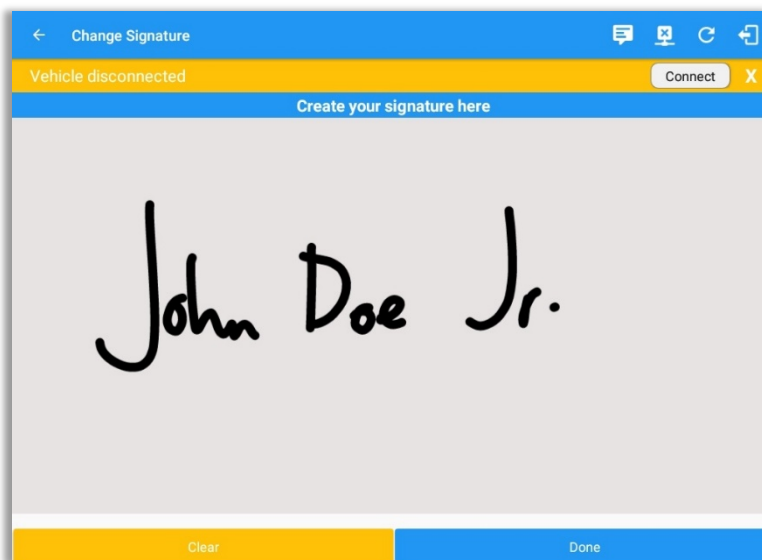 Change Signature
Vehicle disconnected Connect X
Create your signature here
John Doe Jr.
Clear Done